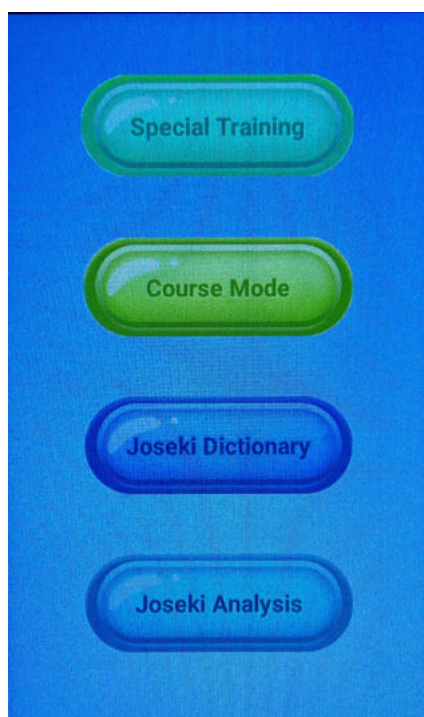 Special Training
Course Mode
Joseki Dictionary
Joseki Analysis